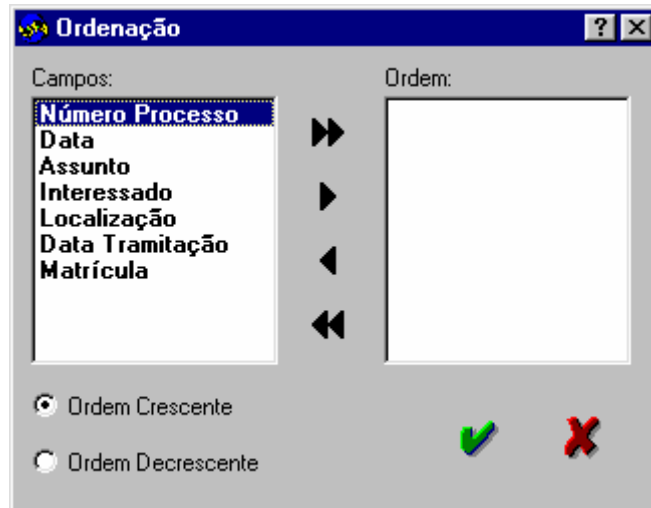 Ordenação
Campos:
Ordem:
Número Processo
Data
Assunto
Interessado
Localização
Data Tramitação
Matrícula
Ordem Crescente
Ordem Decrescente